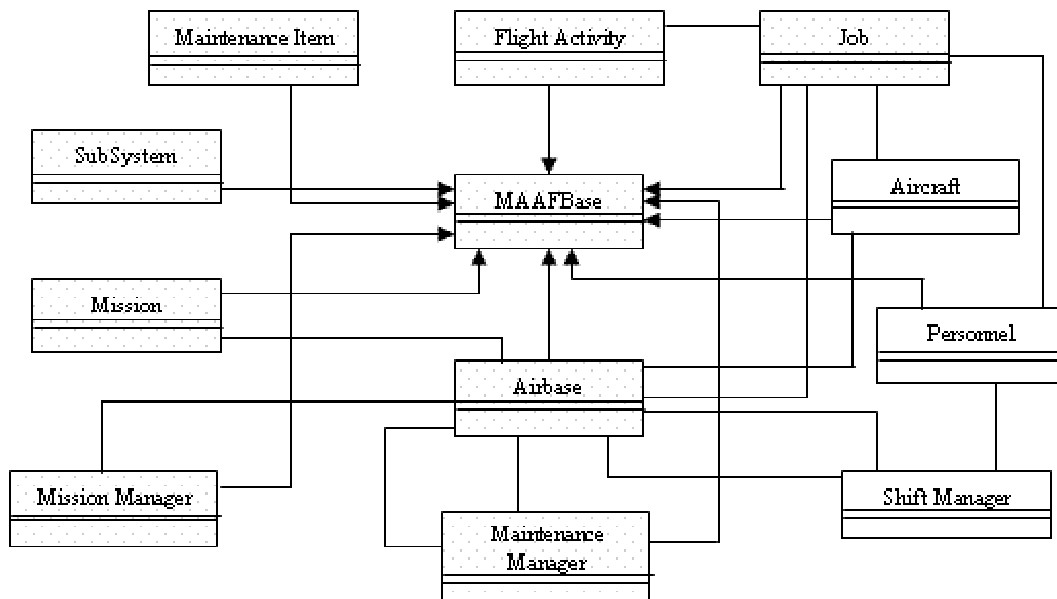 Maintenance Item
Flight Activity
Job
SubSystem
MAAFBase
Aircraft
Mission
Personnel
Airbase
Mission Manager
Shift Manager
Maintenance
Manager